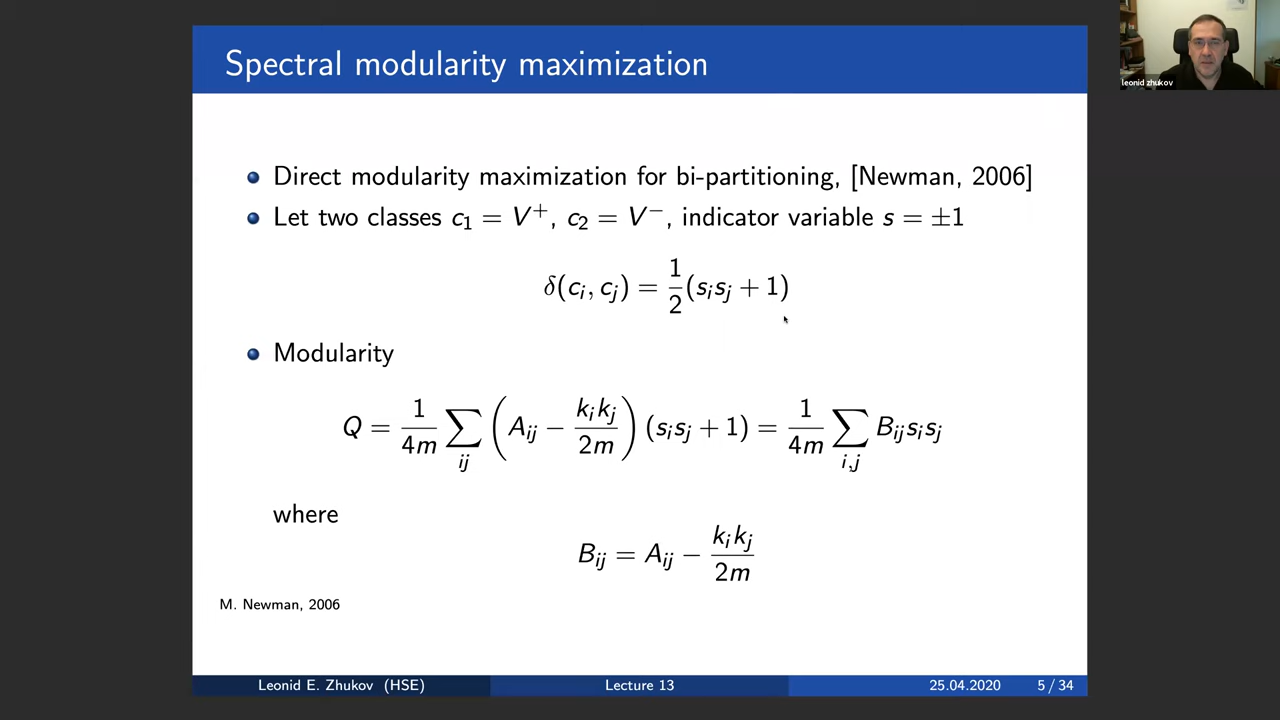 Spectral modularity maximization
leonid zhukov
Direct modularity maximization for bi-partitioning, [Newman, 2006]
Let two classes c₁ = V⁺, c₂ = V⁻, indicator variable s = ±1
δ(cᵢ, cⱼ) = 1/2 (sᵢsⱼ + 1)
Modularity
Q = 1/4m ∑ij (Aᵢⱼ − kᵢkⱼ/2m) (sᵢsⱼ + 1) = 1/4m ∑i,j Bᵢⱼsᵢsⱼ
where
Bᵢⱼ = Aᵢⱼ − kᵢkⱼ/2m
M. Newman, 2006
Leonid E. Zhukov (HSE) Lecture 13 25.04.2020 5 / 34